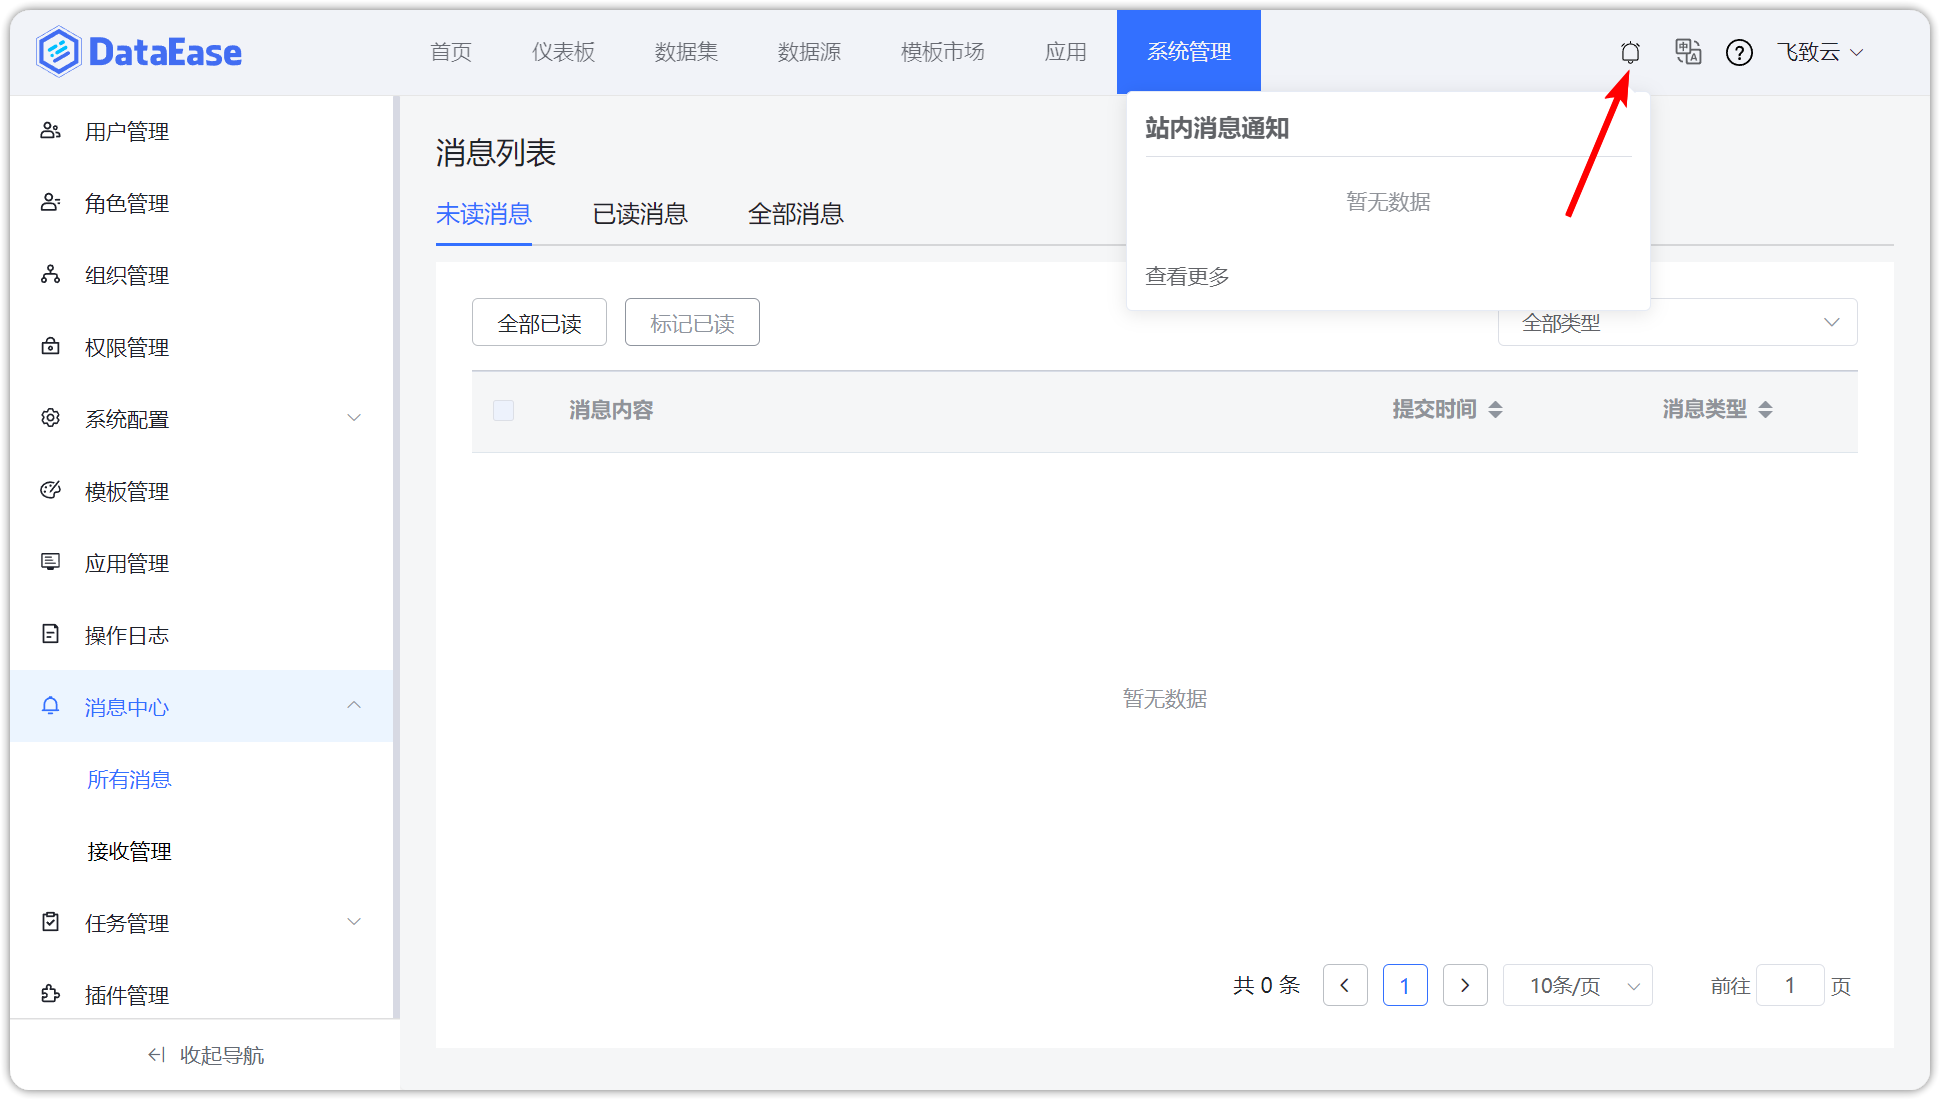 DataEase
首页 仪表板 数据集 数据源 模板市场 应用 系统管理
飞致云
用户管理
角色管理
组织管理
权限管理
系统配置
模板管理
应用管理
操作日志
消息中心
所有消息
接收管理
任务管理
插件管理
收起导航
消息列表
未读消息 已读消息 全部消息
站内消息通知
暂无数据
查看更多
全部已读 标记已读 全部类型
消息内容 提交时间 消息类型
暂无数据
共 0 条 1 10条/页 前往 1 页